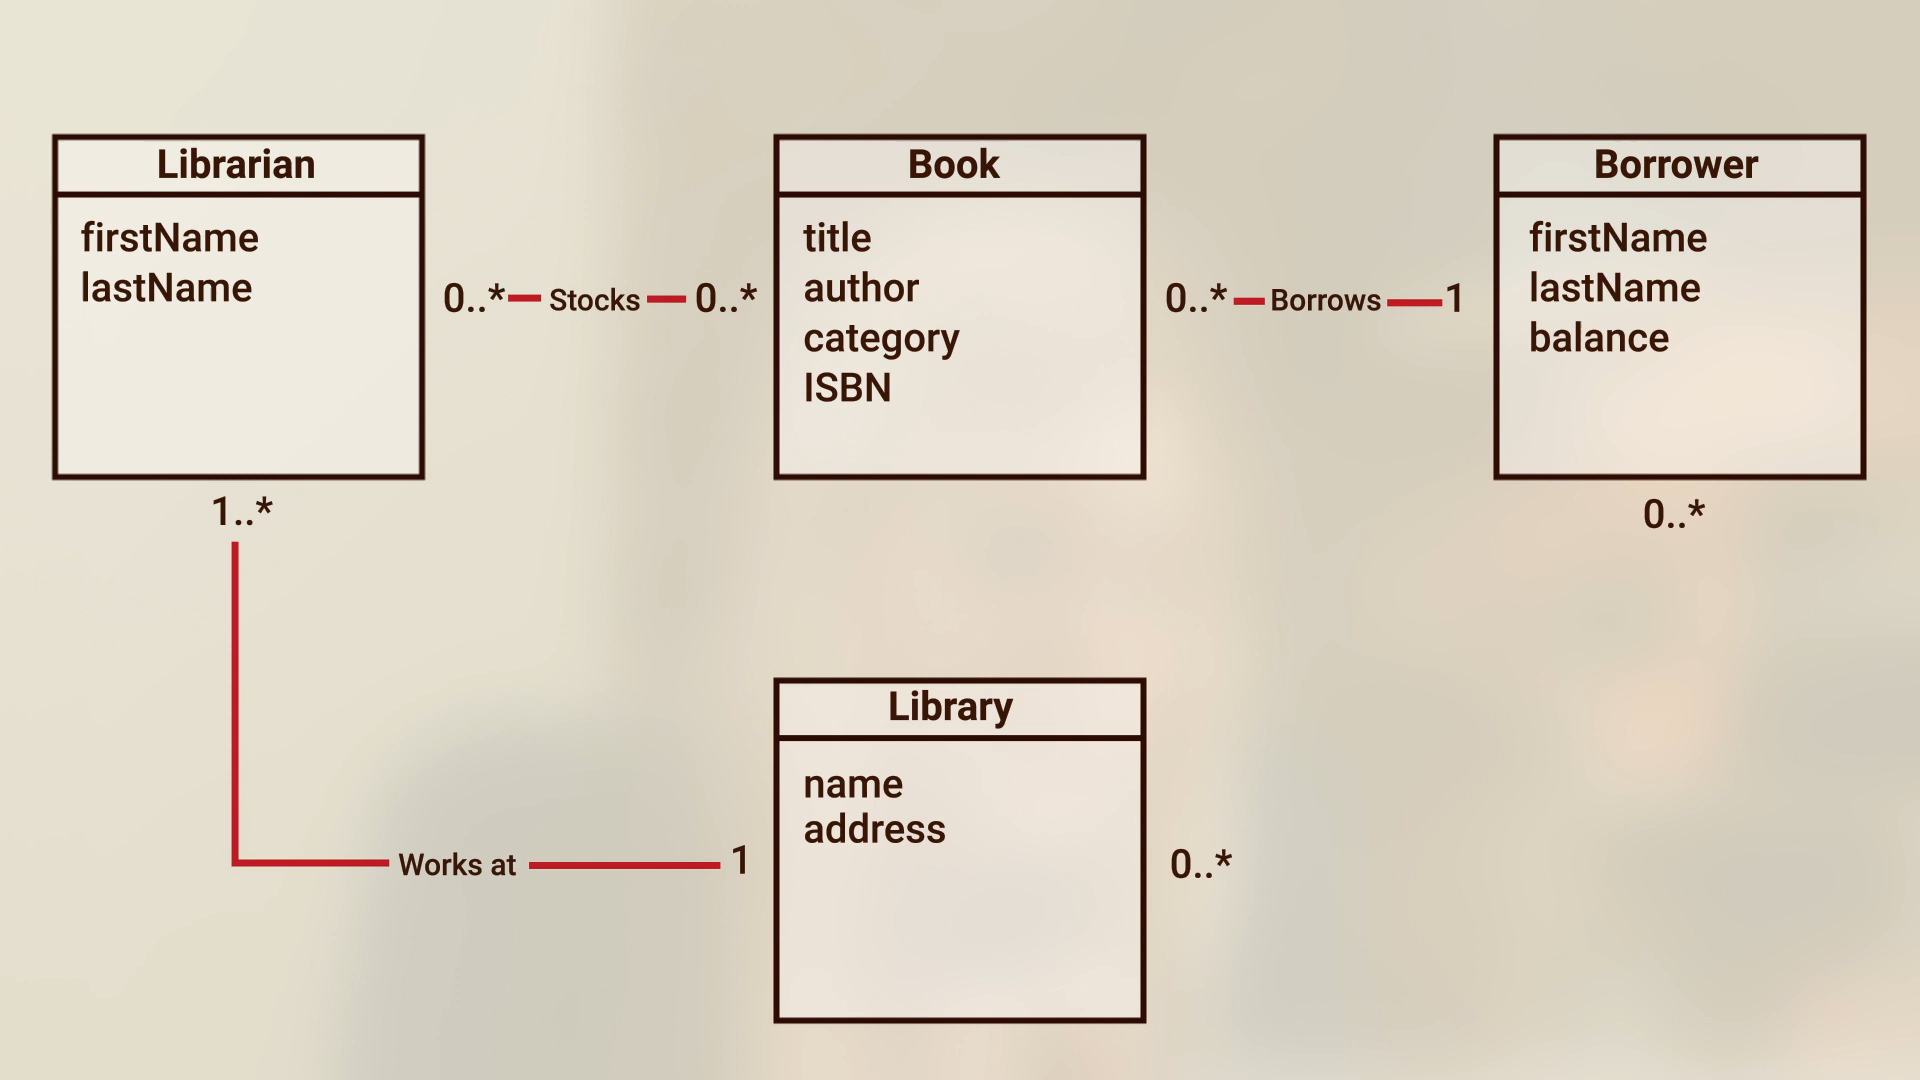 Librarian
firstName
lastName
0..* Stocks 0..*
Book
title
author
category
ISBN
0..* Borrows 1
Borrower
firstName
lastName
balance
1..*
0..*
Works at 1
Library
name
address
0..*